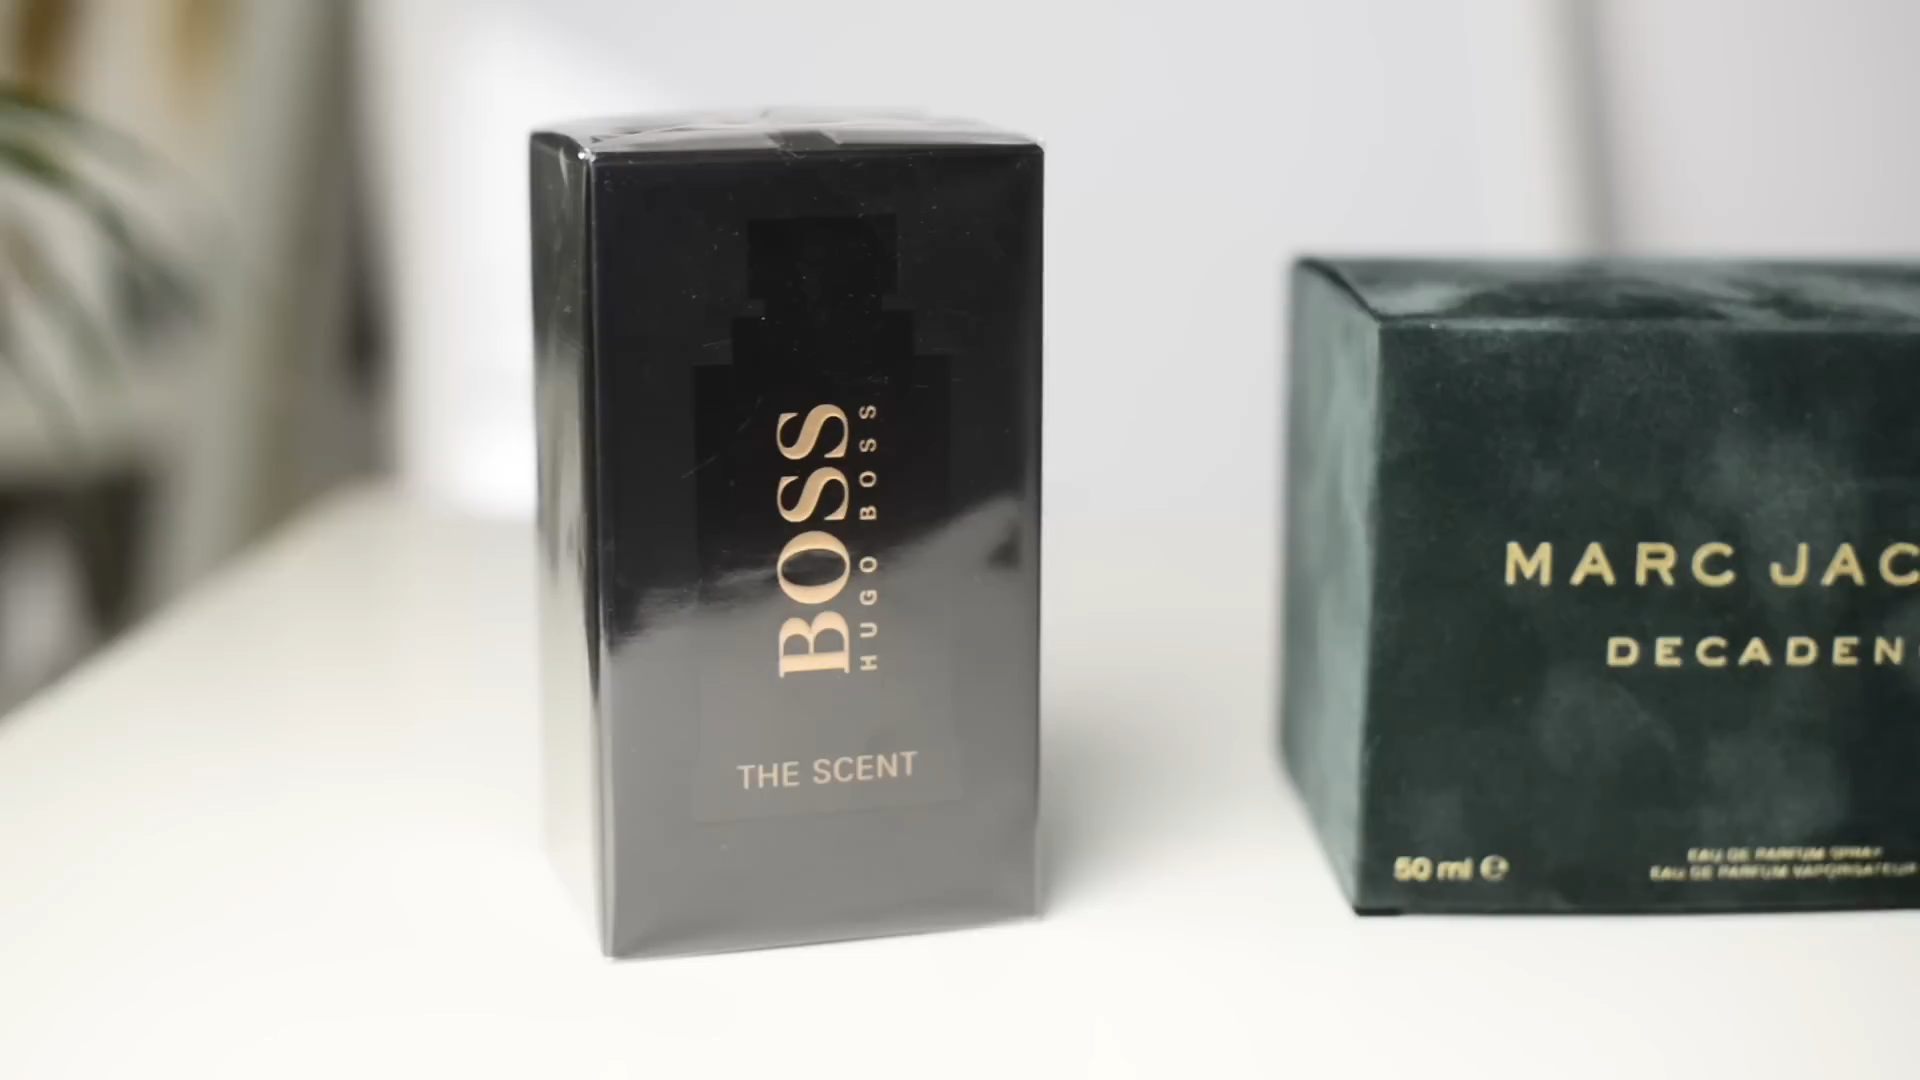 BOSS
HUGO BOSS
THE SCENT
MARC JAC
DECADEN
50 ml e
EAU DE PARFUM SPRAY
EAU DE PARFUM VAPORISATEUR